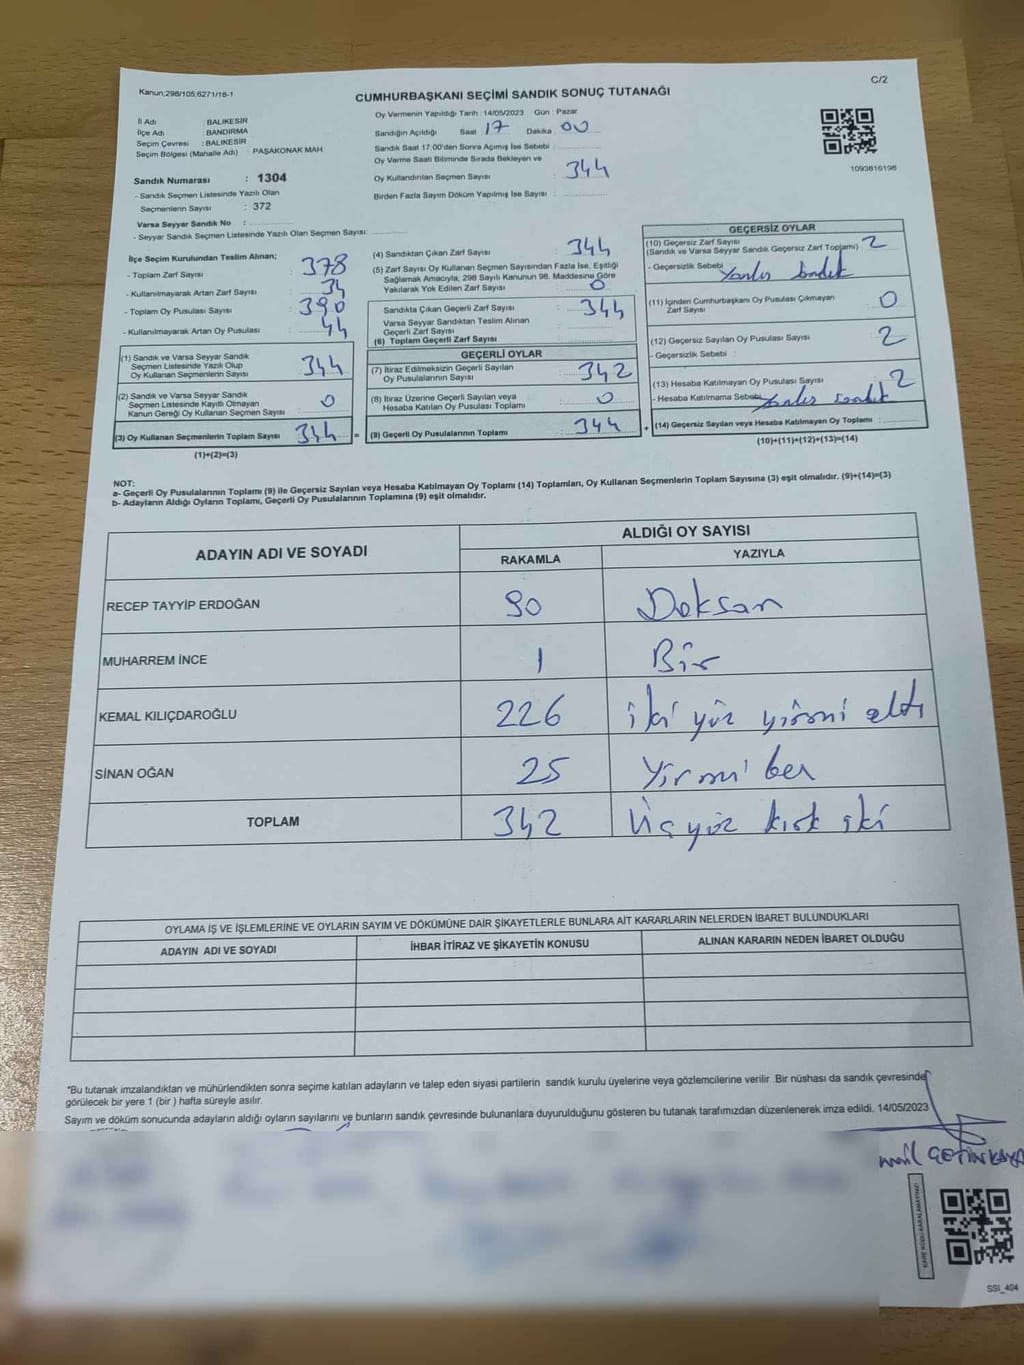 Kanun;298/105;6271/18-1
C/2
CUMHURBAŞKANI SEÇİMİ SANDIK SONUÇ TUTANAĞI
İl Adı : BALIKESİR
İlçe Adı : BANDIRMA
Seçim Çevresi : BALIKESİR
Seçim Bölgesi (Mahalle Adı) : PAŞAKONAK MAH.
Sandık Numarası : 1304
- Sandık Seçmen Listesinde Yazılı Olan
Seçmenlerin Sayısı : 372
Varsa Seyyar Sandık No :
- Seyyar Sandık Seçmen Listesinde Yazılı Olan Seçmen Sayısı:
Oy Vermenin Yapıldığı Tarih : 14/05/2023 Gün : Pazar
Sandığın Açıldığı Saat 17 Dakika 00
Sandık Saat 17:00'den Sonra Açımış İse Sebebi :
Oy Verme Saati Bitiminde Sırada Bekleyen ve
Oy Kullandırılan Seçmen Sayısı : 344
Birden Fazla Sayım Döküm Yapılmış İse Sayısı :
1093816196
İlçe Seçim Kurulundan Teslim Alınan;
- Toplam Zarf Sayısı : 378
- Kullanılmayarak Artan Zarf Sayısı : 34
- Toplam Oy Pusulası Sayısı : 390
- Kullanılmayarak Artan Oy Pusulası : 44
(1) Sandık ve Varsa Seyyar Sandık
Seçmen Listesinde Yazılı Olup
Oy Kullanan Seçmenlerin Sayısı : 344
(2) Sandık ve Varsa Seyyar Sandık
Seçmen Listesinde Kayıtlı Olmayan
Kanun Gereği Oy Kullanan Seçmen Sayısı : 0
(3) Oy Kullanan Seçmenlerin Toplam Sayısı 344 =
(1)+(2)=(3)
(4) Sandıktan Çıkan Zarf Sayısı : 344
(5) Zarf Sayısı Oy Kullanan Seçmen Sayısından Fazla İse, Eşitliği
Sağlamak Amacıyla; 298 Sayılı Kanunun 98. Maddesine Göre
Yakılarak Yok Edilen Zarf Sayısı : 0
Sandıkta Çıkan Geçerli Zarf Sayısı : 344
Varsa Seyyar Sandıktan Teslim Alınan
Geçerli Zarf Sayısı
(6) Toplam Geçerli Zarf Sayısı
GEÇERLİ OYLAR
(7) İtiraz Edilmeksizin Geçerli Sayılan
Oy Pusulalarının Sayısı : 342
(8) İtiraz Üzerine Geçerli Sayılan veya
Hesaba Katılan Oy Pusulası Toplamı : 0
(9) Geçerli Oy Pusulalarının Toplamı : 344 +
GEÇERSİZ OYLAR
(10) Geçersiz Zarf Sayısı
(Sandık ve Varsa Seyyar Sandık Geçersiz Zarf Toplamı) 2
- Geçersizlik Sebebi : Yanlış sandık
(11) İçinden Cumhurbaşkanı Oy Pusulası Çıkmayan
Zarf Sayısı : 0
(12) Geçersiz Sayılan Oy Pusulası Sayısı : 2
- Geçersizlik Sebebi :
(13) Hesaba Katılmayan Oy Pusulası Sayısı : 2
- Hesaba Katılmama Sebebi Yanlış sandık
(14) Geçersiz Sayılan veya Hesaba Katılmayan Oy Toplamı :
(10)+(11)+(12)+(13)=(14)
NOT:
a- Geçerli Oy Pusulalarının Toplamı (9) ile Geçersiz Sayılan veya Hesaba Katılmayan Oy Toplamı (14) Toplamları, Oy Kullanan Seçmenlerin Toplam Sayısına (3) eşit olmalıdır. (9)+(14)=(3)
b- Adayların Aldığı Oyların Toplamı, Geçerli Oy Pusulalarının Toplamına (9) eşit olmalıdır.
ADAYIN ADI VE SOYADI
ALDIĞI OY SAYISI
RAKAMLA YAZIYLA
RECEP TAYYİP ERDOĞAN 90 Doksan
MUHARREM İNCE 1 Bir
KEMAL KILIÇDAROĞLU 226 iki yüz yirmi altı
SİNAN OĞAN 25 Yirmi beş
TOPLAM 342 Üç yüz kırk iki
OYLAMA İŞ VE İŞLEMLERİNE VE OYLARIN SAYIM VE DÖKÜMÜNE DAİR ŞİKAYETLERLE BUNLARA AİT KARARLARIN NELERDEN İBARET BULUNDUKLARI
ADAYIN ADI VE SOYADI İHBAR İTİRAZ VE ŞİKAYETİN KONUSU ALINAN KARARIN NEDEN İBARET OLDUĞU
"Bu tutanak imzalandıktan ve mühürlendikten sonra seçime katılan adayların ve talep eden siyasi partilerin sandık kurulu üyelerine veya gözlemcilerine verilir .Bir nüshası da sandık çevresinde
görülecek bir yere 1 (bir ) hafta süreyle asılır.
Sayım ve döküm sonucunda adayların aldığı oyların sayılarını ve bunların sandık çevresinde bulunanlara duyurulduğunu gösteren bu tutanak tarafımızdan düzenlenerek imza edildi. 14/05/2023
ÇETİNKAYA
KARE KODU KARALAMAYINIZ!
SSI_404